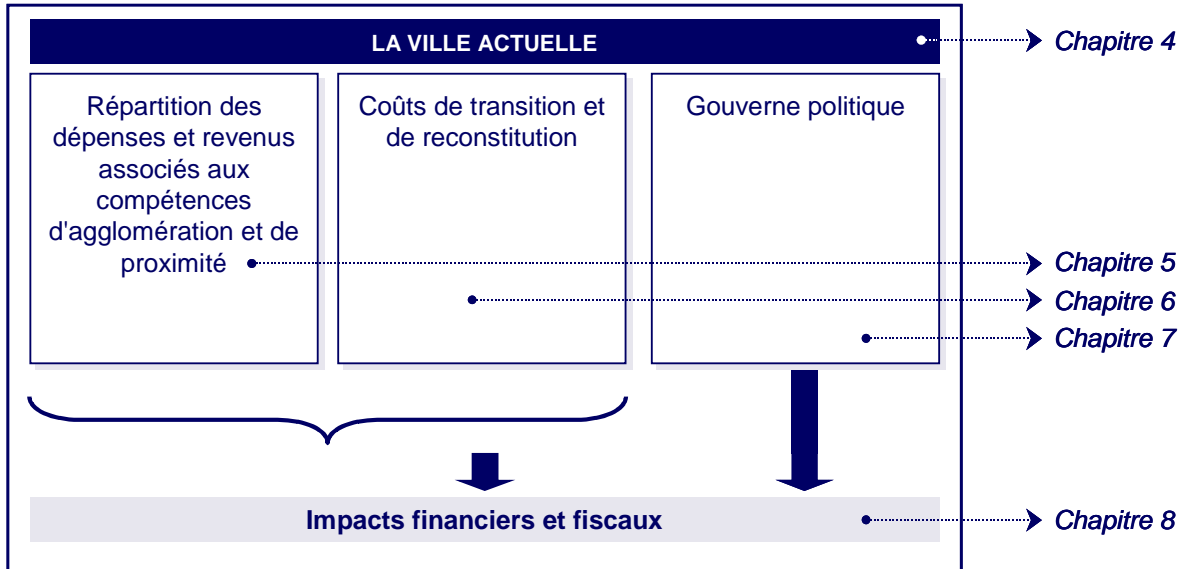 LA VILLE ACTUELLE
Chapitre 4
Répartition des
dépenses et revenus
associés aux
compétences
d'agglomération et de
proximité
Coûts de transition et
de reconstitution
Gouverne politique
Chapitre 5
Chapitre 6
Chapitre 7
Impacts financiers et fiscaux
Chapitre 8